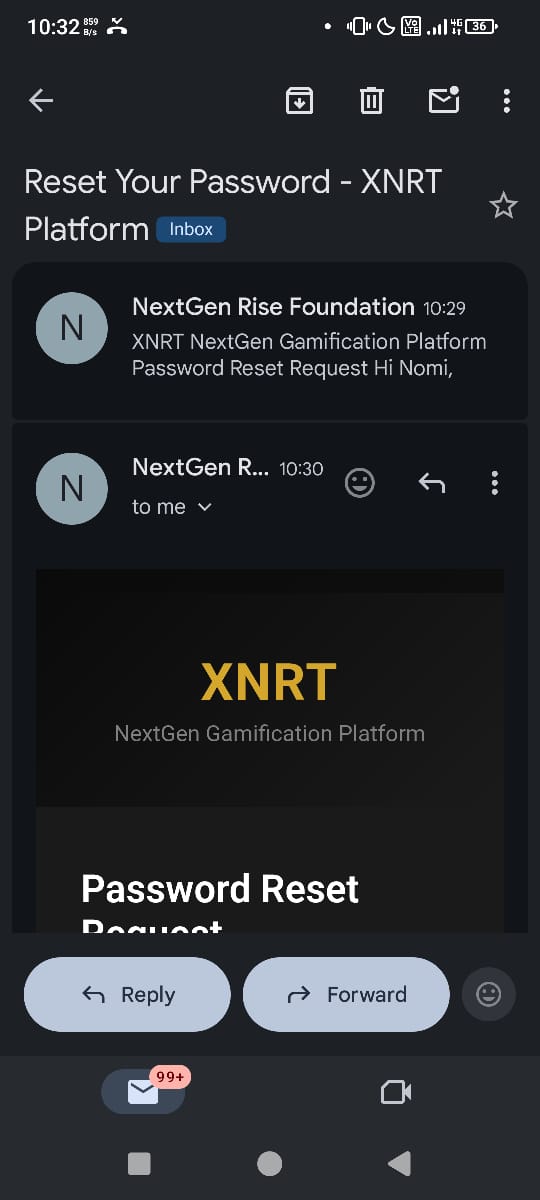 10:32 859 B/s Vo LTE 4G 36
Reset Your Password - XNRT
Platform Inbox
N NextGen Rise Foundation 10:29
XNRT NextGen Gamification Platform
Password Reset Request Hi Nomi,
N NextGen R... 10:30
to me
XNRT
NextGen Gamification Platform
Password Reset
Request
Reply Forward
99+